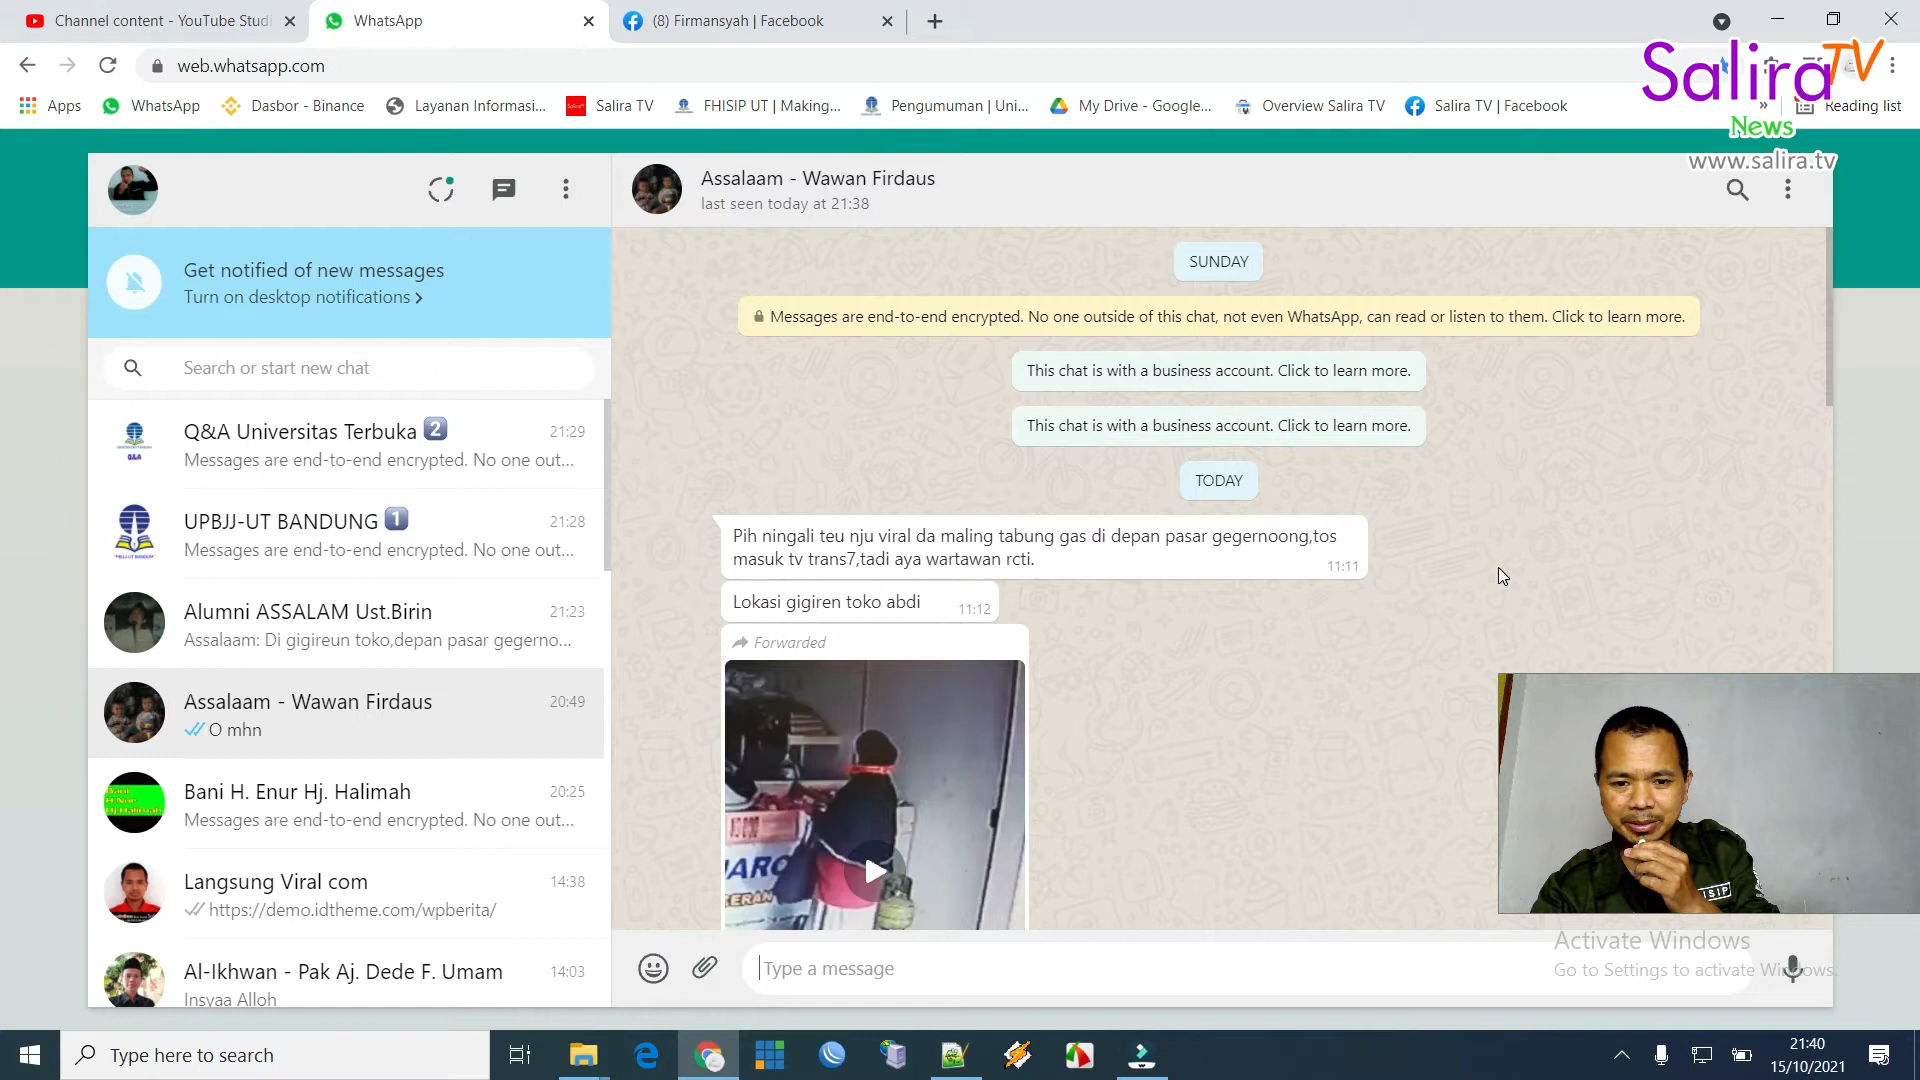 Channel content - YouTube Studi
WhatsApp
(8) Firmansyah | Facebook
web.whatsapp.com
Salira TV
News
www.salira.tv
Apps
WhatsApp
Dasbor - Binance
Layanan Informasi...
Salira TV
FHISIP UT | Making...
Pengumuman | Uni...
My Drive - Google...
Overview Salira TV
Salira TV | Facebook
»
Reading list
Get notified of new messages
Turn on desktop notifications >
Search or start new chat
Q&A Universitas Terbuka 2
21:29
Messages are end-to-end encrypted. No one out...
Q&A
UPBJJ-UT BANDUNG 1
21:28
Messages are end-to-end encrypted. No one out...
Alumni ASSALAM Ust.Birin
21:23
Assalaam: Di gigireun toko,depan pasar gegerno...
Assalaam - Wawan Firdaus
20:49
O mhn
Bani H. Enur Hj. Halimah
20:25
Messages are end-to-end encrypted. No one out...
Langsung Viral com
14:38
https://demo.idtheme.com/wpberita/
Al-Ikhwan - Pak Aj. Dede F. Umam
14:03
Insyaa Alloh
Assalaam - Wawan Firdaus
last seen today at 21:38
SUNDAY
Messages are end-to-end encrypted. No one outside of this chat, not even WhatsApp, can read or listen to them. Click to learn more.
This chat is with a business account. Click to learn more.
This chat is with a business account. Click to learn more.
TODAY
Pih ningali teu nju viral da maling tabung gas di depan pasar gegernoong,tos
masuk tv trans7,tadi aya wartawan rcti.
11:11
Lokasi gigiren toko abdi
11:12
Forwarded
Type a message
Activate Windows
Go to Settings to activate Windows.
Type here to search
21:40
15/10/2021